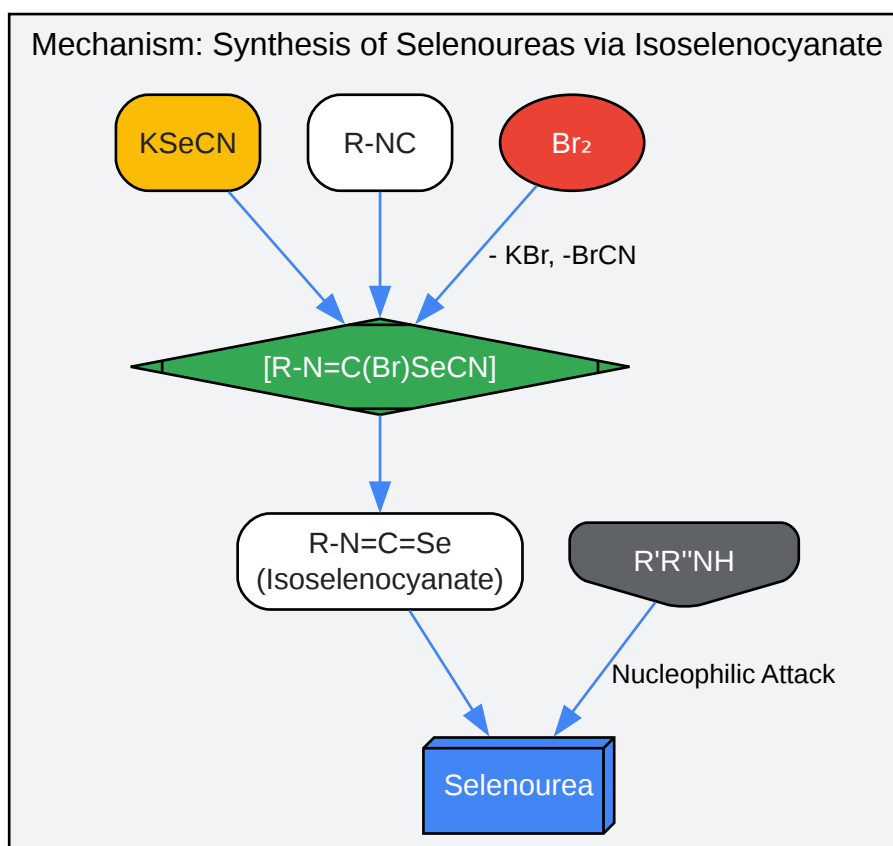 Mechanism: Synthesis of Selenoureas via Isoselenocyanate
KSeCN
R-NC
Br₂
- KBr, -BrCN
[R-N=C(Br)SeCN]
R-N=C=Se
(Isoselenocyanate)
R'R"NH
Nucleophilic Attack
Selenourea